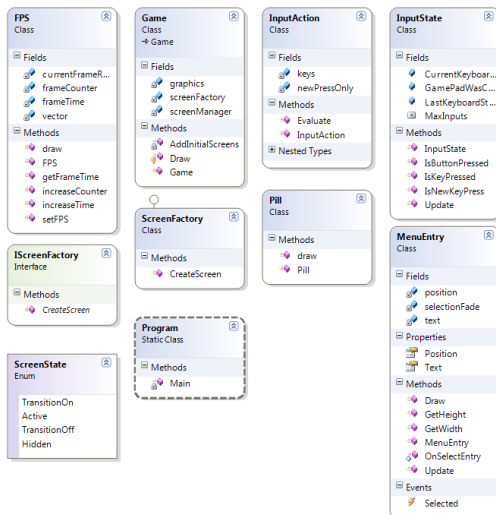 FPS
Class
Fields
currentFrameR...
frameCounter
frameTime
vector
Methods
draw
FPS
getFrameTime
increaseCounter
increaseTime
setFPS
IScreenFactory
Interface
Methods
CreateScreen
ScreenState
Enum
TransitionOn
Active
TransitionOff
Hidden
Game
Class
Game
Fields
graphics
screenFactory
screenManager
Methods
AddInitialScreens
Draw
Game
ScreenFactory
Class
Methods
CreateScreen
Program
Static Class
Methods
Main
InputAction
Class
Fields
keys
newPressOnly
Methods
Evaluate
InputAction
Nested Types
Pill
Class
Methods
draw
Pill
InputState
Class
Fields
CurrentKeyboar...
GamePadWasC...
LastKeyboardSt...
MaxInputs
Methods
InputState
IsButtonPressed
IsKeyPressed
IsNewKeyPress
Update
MenuEntry
Class
Fields
position
selectionFade
text
Properties
Position
Text
Methods
Draw
GetHeight
GetWidth
MenuEntry
OnSelectEntry
Update
Events
Selected